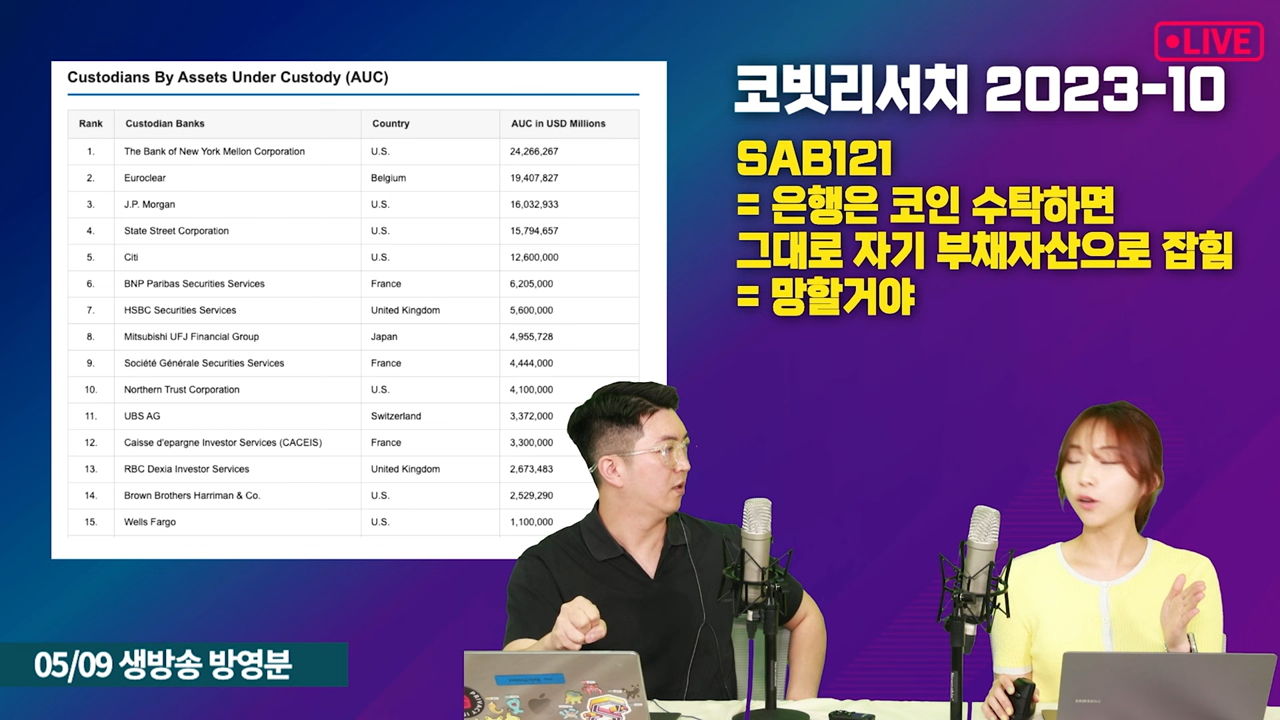 LIVE
코빗리서치 2023-10
SAB121
= 은행은 코인 수탁하면
그대로 자기 부채자산으로 잡힘
= 망할거야
Custodians By Assets Under Custody (AUC)
Rank Custodian Banks Country AUC in USD Millions
1. The Bank of New York Mellon Corporation U.S. 24,266,267
2. Euroclear Belgium 19,407,827
3. J.P. Morgan U.S. 16,032,933
4. State Street Corporation U.S. 15,794,657
5. Citi U.S. 12,600,000
6. BNP Paribas Securities Services France 6,205,000
7. HSBC Securities Services United Kingdom 5,600,000
8. Mitsubishi UFJ Financial Group Japan 4,955,728
9. Société Générale Securities Services France 4,444,000
10. Northern Trust Corporation U.S. 4,100,000
11. UBS AG Switzerland 3,372,000
12. Caisse d'epargne Investor Services (CACEIS) France 3,300,000
13. RBC Dexia Investor Services United Kingdom 2,673,483
14. Brown Brothers Harriman & Co. U.S. 2,529,290
15. Wells Fargo U.S. 1,100,000
05/09 생방송 방영분
SAMSUNG